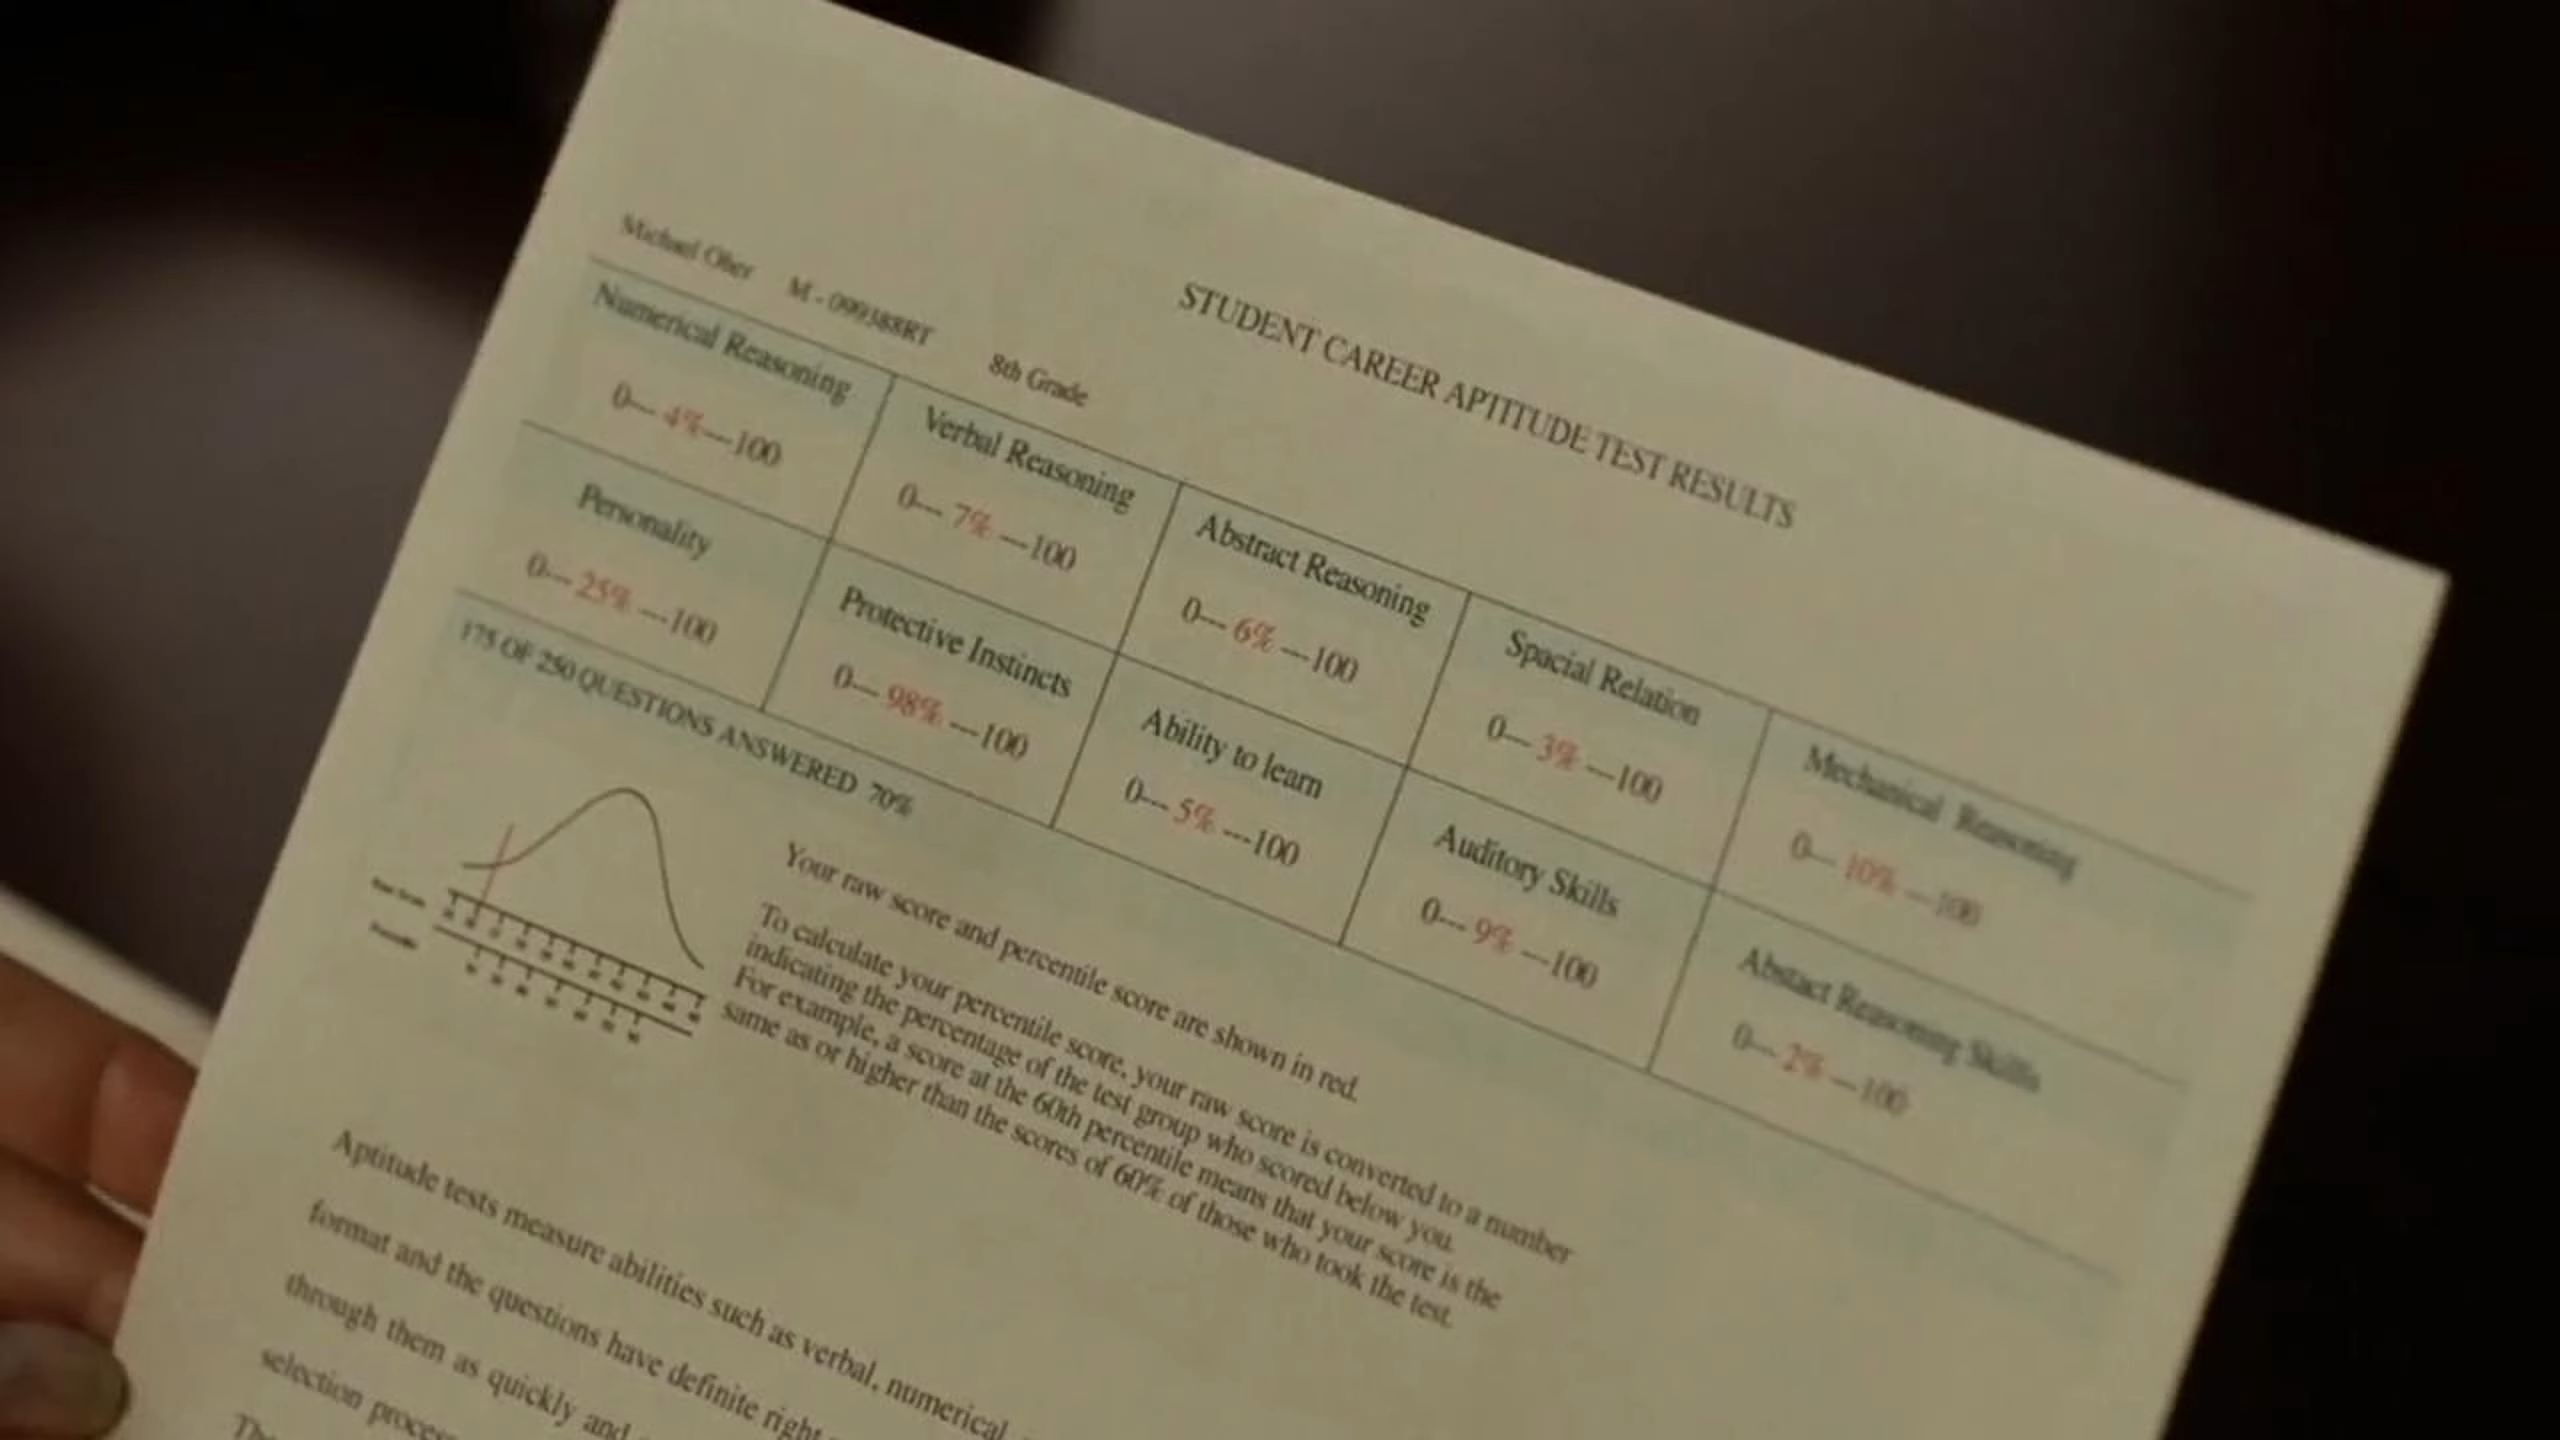 STUDENT CAREER APTITUDE TEST RESULTS
Michael Oher M - 099388RT 8th Grade
Numerical Reasoning Verbal Reasoning Abstract Reasoning Spacial Relation Mechanical Reasoning
0--- 4%---100 0--- 7% ---100 0--- 6% ---100 0--- 3% ---100 0--- 10% ---100
Personality Protective Instincts Ability to learn Auditory Skills Abstact Reasoning Skills
0--- 25% ---100 0--- 98% ---100 0--- 5% ---100 0--- 9% ---100 0--- 2% ---100
175 OF 250 QUESTIONS ANSWERED 70%
Your raw score and percentile score are shown in red.
To calculate your percentile score, your raw score is converted to a number
indicating the percentage of the test group who scored below you.
For example, a score at the 60th percentile means that your score is the
same as or higher than the scores of 60% of those who took the test.
Aptitude tests measure abilities such as verbal, numerical,
format and the questions have definite right
through them as quickly and
selection